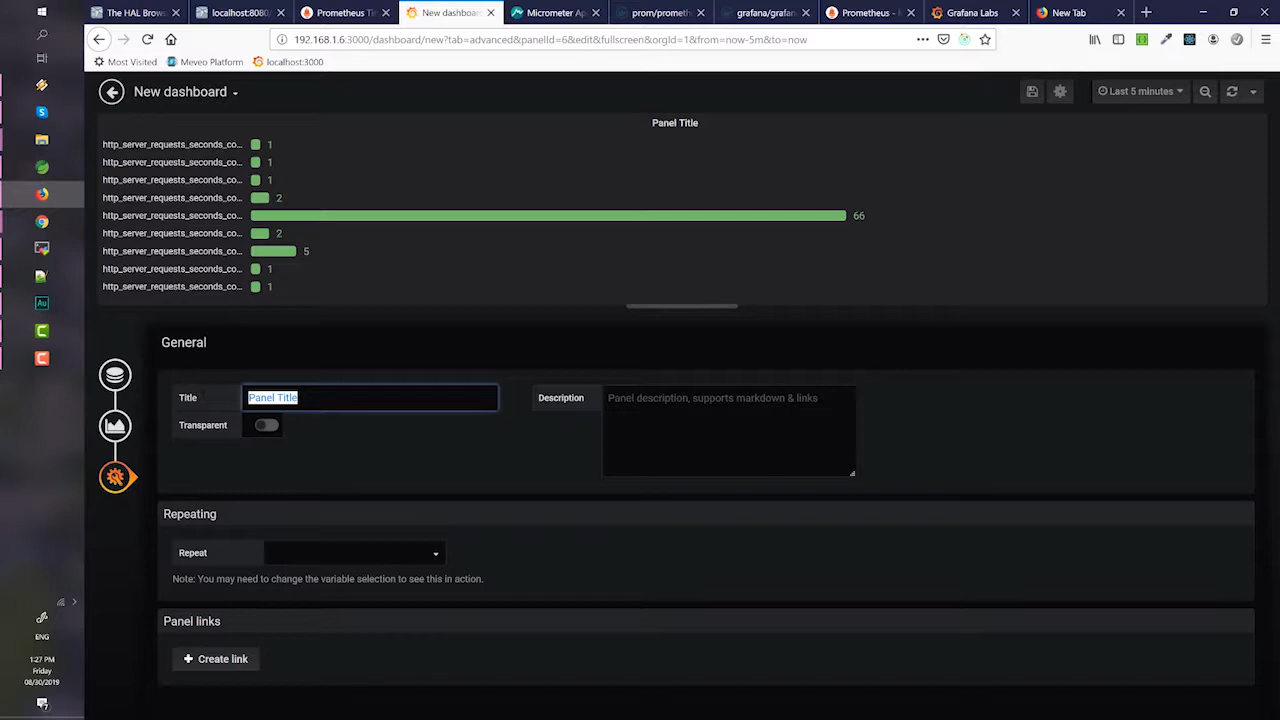 The HAL Brows
localhost:8080/
Prometheus Tim
New dashboard
Micrometer Ap
prom/prometh
grafana/grafan
Prometheus - M
Grafana Labs
New Tab
192.168.1.6:3000/dashboard/new?tab=advanced&panelId=6&edit&fullscreen&orgId=1&from=now-5m&to=now
Most Visited
Meveo Platform
localhost:3000
New dashboard
Last 5 minutes
Panel Title
http_server_requests_seconds_co... 1
http_server_requests_seconds_co... 1
http_server_requests_seconds_co... 1
http_server_requests_seconds_co... 2
http_server_requests_seconds_co... 66
http_server_requests_seconds_co... 2
http_server_requests_seconds_co... 5
http_server_requests_seconds_co... 1
http_server_requests_seconds_co... 1
General
Title
Panel Title
Description
Panel description, supports markdown & links
Transparent
Repeating
Repeat
Note: You may need to change the variable selection to see this in action.
Panel links
Create link
Au
ENG
1:27 PM
Friday
08/30/2019